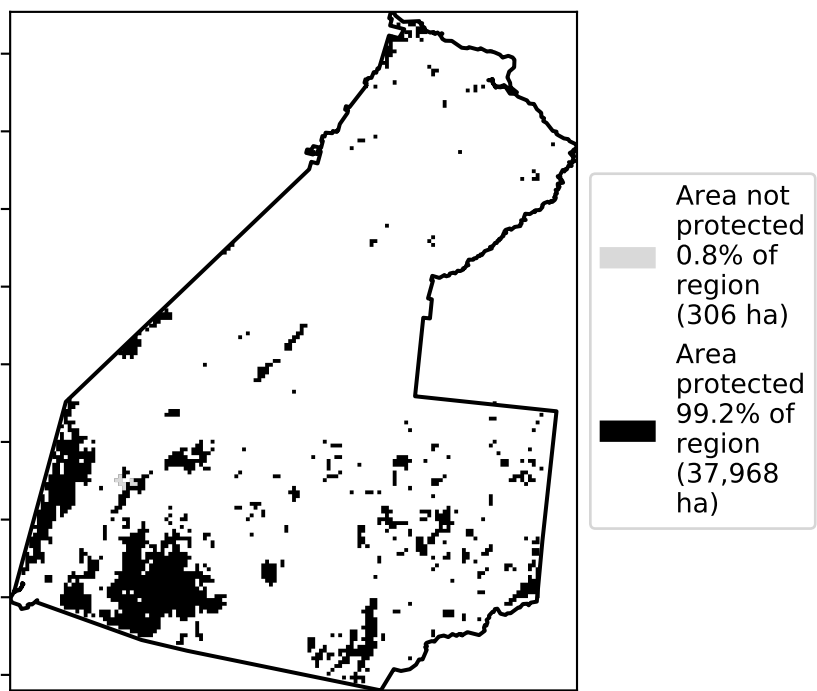 Area not
protected
0.8% of
region
(306 ha)
Area
protected
99.2% of
region
(37,968
ha)